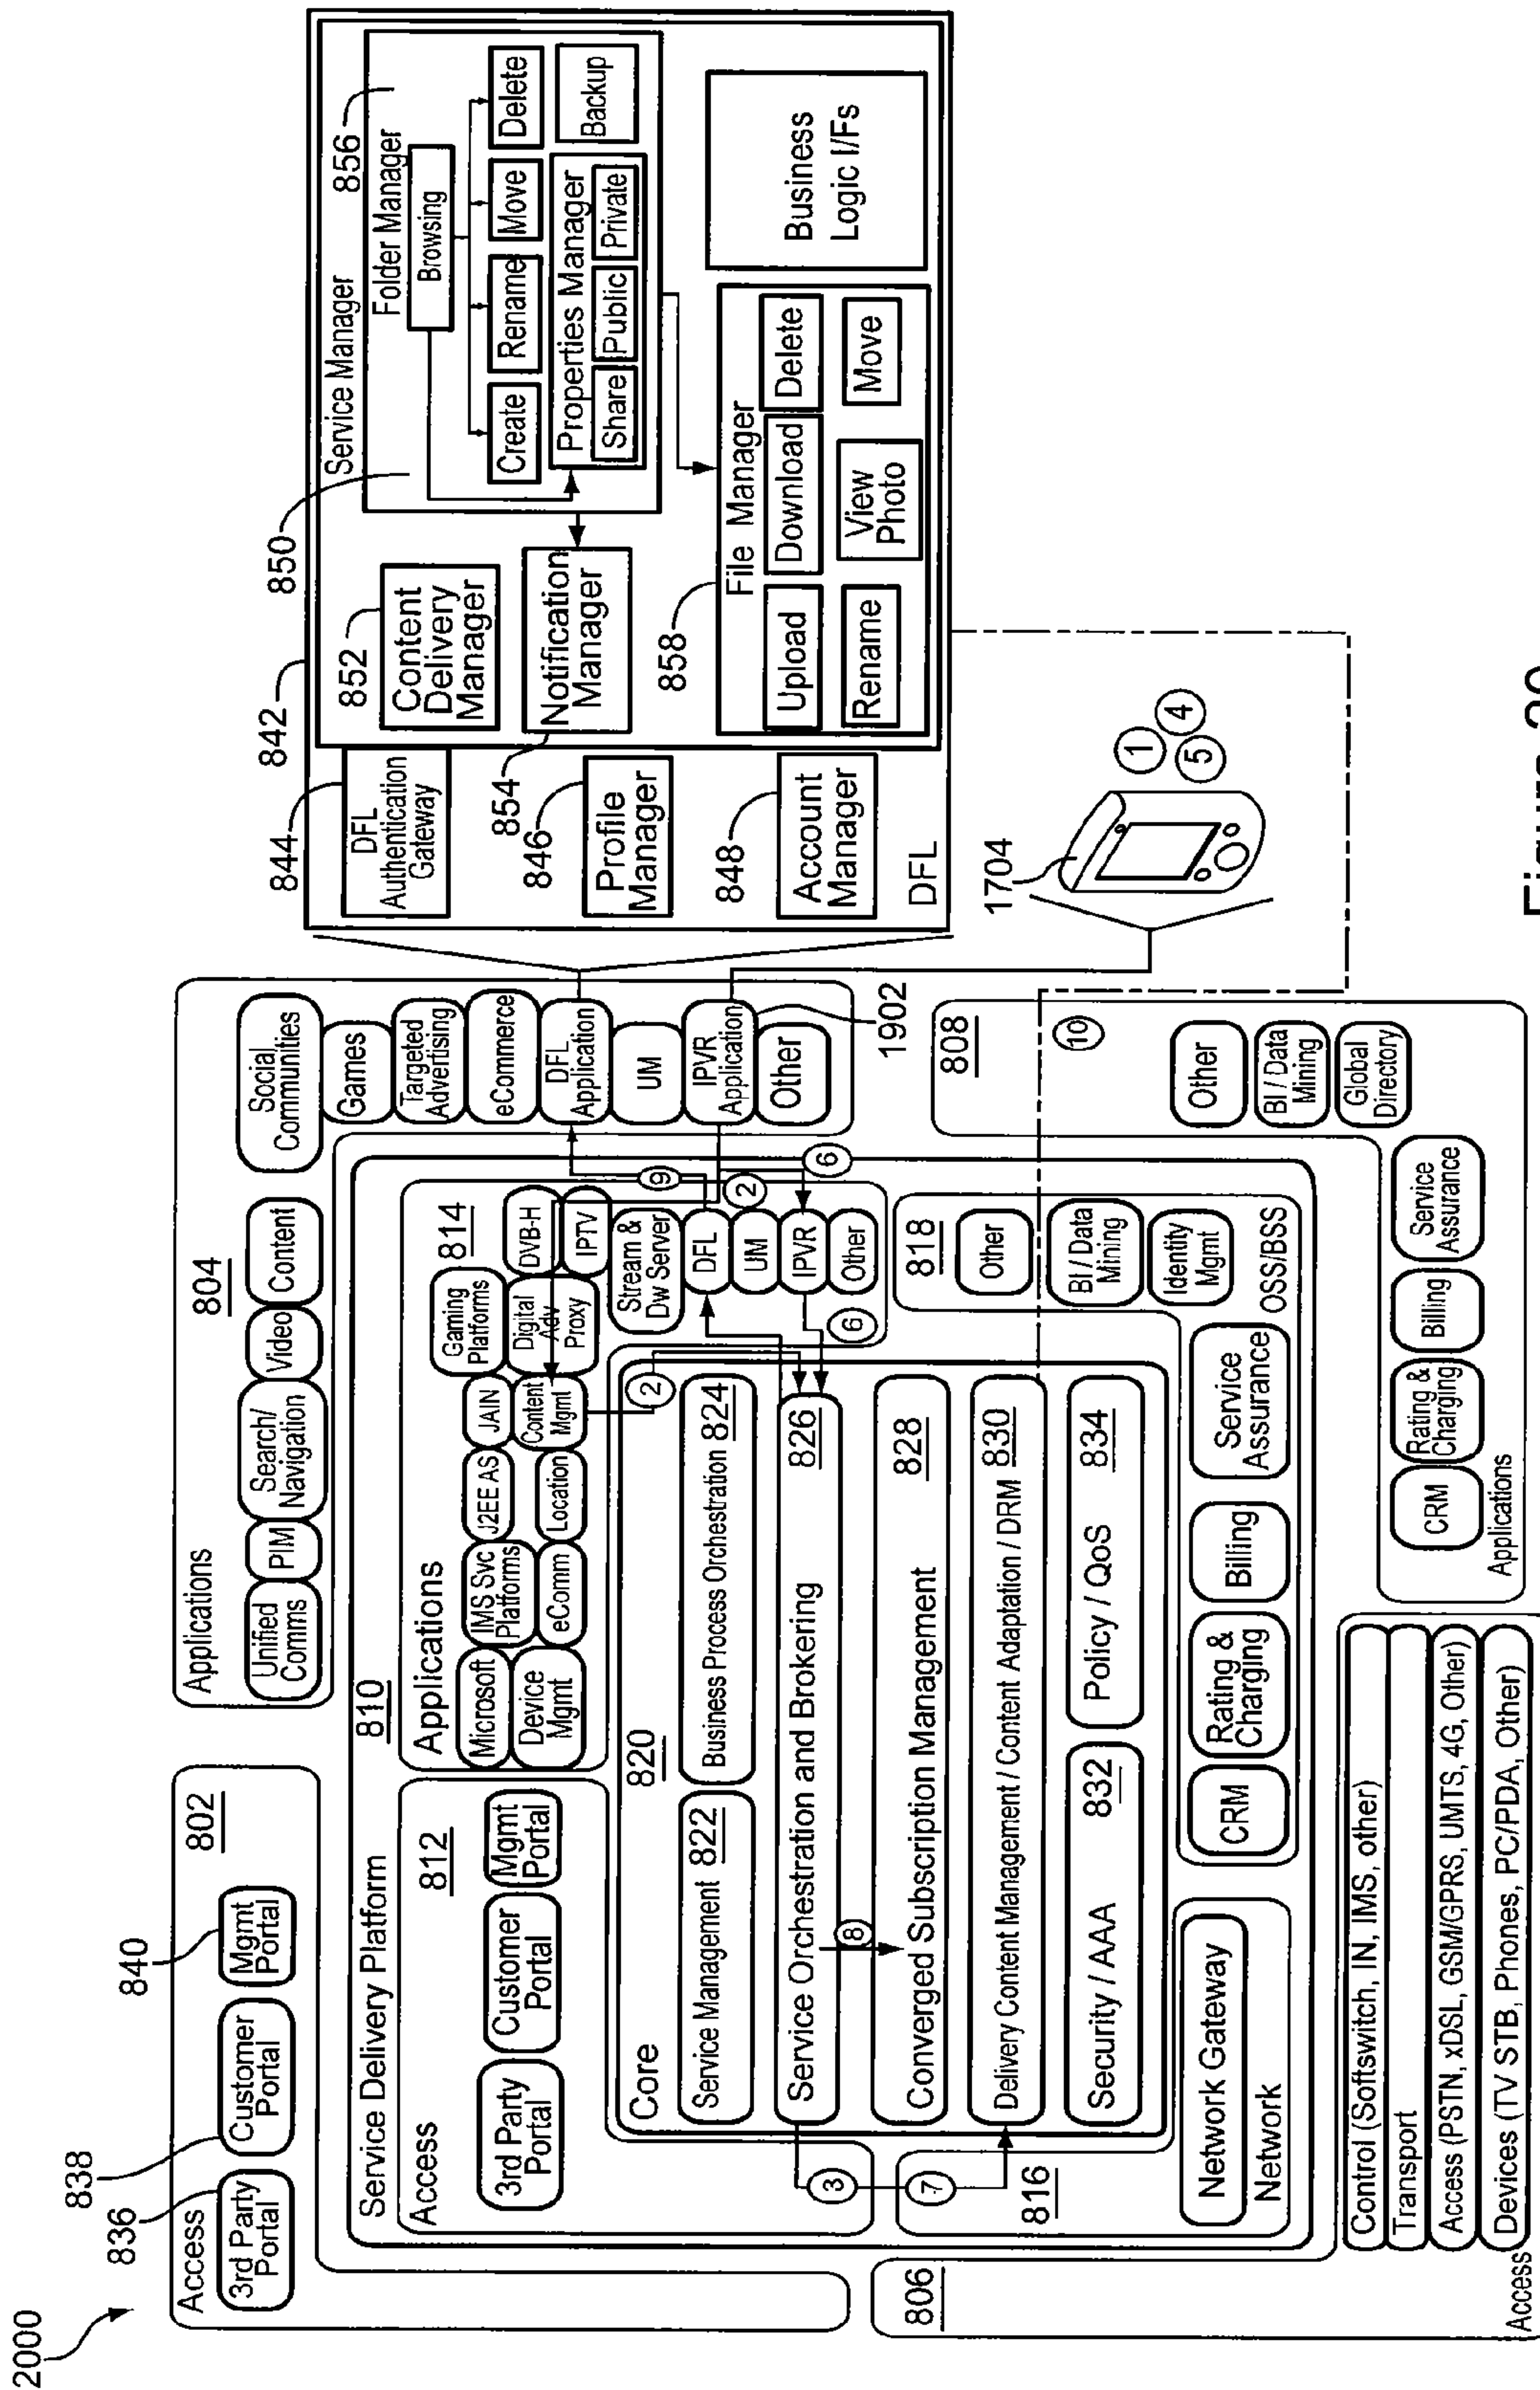 2000
Access
802
836
3rd Party
Portal
838
Customer
Portal
840
Mgmt
Portal
Applications
804
Unified
Comms
PIM
Search/
Navigation
Video
Content
Social
Communities
Games
Targeted
Advertising
eCommerce
DFL
Application
UM
IPVR
Application
Other
1902
Service Delivery Platform
810
Access
812
3rd Party
Portal
Customer
Portal
Mgmt
Portal
Applications
814
Microsoft
IMS Svc
Platforms
J2EE AS
JAIN
Gaming
Platforms
DVB-H
Device
Mgmt
eComm
Location
Content
Mgmt
Digital
Adv
Proxy
IPTV
Stream &
Dw Server
DFL
UM
IPVR
Other
9
2
6
6
2
Core
820
Service Management 822
Business Process Orchestration 824
Service Orchestration and Brokering
826
8
Converged Subscription Management
828
Delivery Content Management / Content Adaptation / DRM
830
Security / AAA
832
Policy / QoS
834
3
7
816
Network Gateway
Network
818
Other
BI / Data
Mining
Identity
Mgmt
OSS/BSS
CRM
Rating &
Charging
Billing
Service
Assurance
806
Control (Softswitch, IN, IMS, other)
Transport
Access (PSTN, xDSL, GSM/GPRS, UMTS, 4G, Other)
Devices (TV STB, Phones, PC/PDA, Other)
Access
808
10
Other
BI / Data
Mining
Global
Directory
CRM
Rating &
Charging
Billing
Service
Assurance
Applications
842
844
DFL
Authentication
Gateway
846
Profile
Manager
848
Account
Manager
DFL
850
Service Manager
852
Content
Delivery
Manager
854
Notification
Manager
856
Folder Manager
Browsing
Create
Rename
Move
Delete
Properties Manager
Share
Public
Private
Backup
858
File Manager
Upload
Download
Delete
Rename
View
Photo
Move
Business
Logic I/Fs
1704
1
4
5